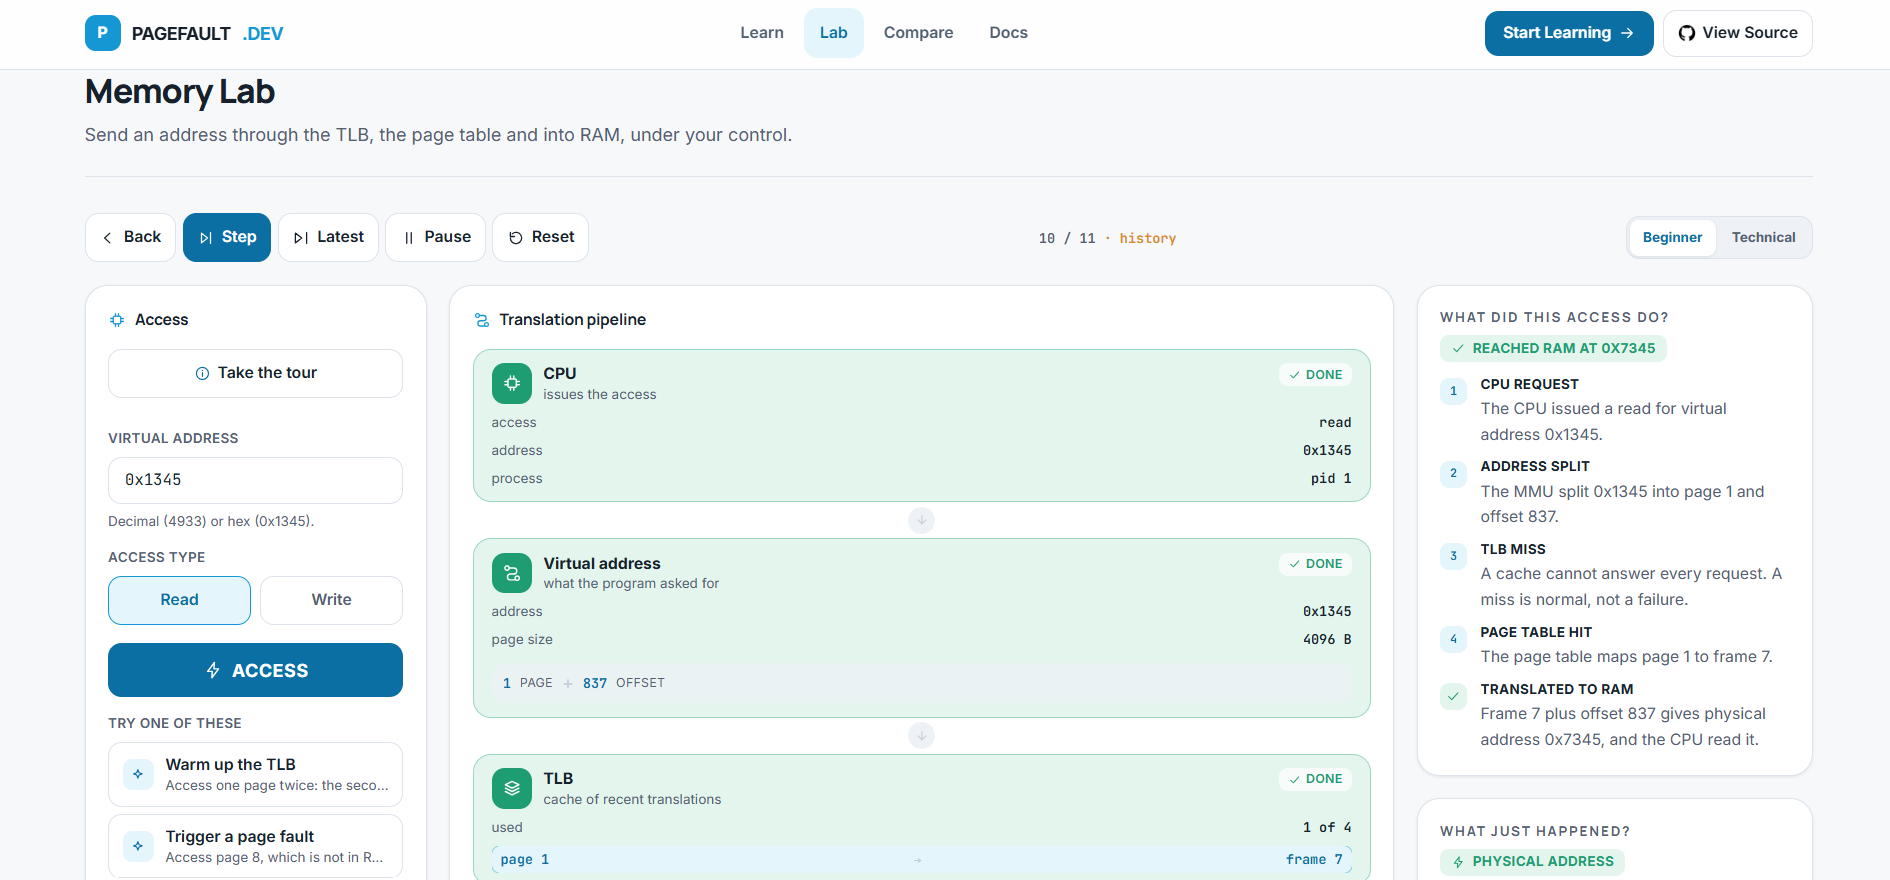 P PAGEFAULT .DEV
Learn
Lab
Compare
Docs
Start Learning →
View Source
Memory Lab
Send an address through the TLB, the page table and into RAM, under your control.
Back
Step
Latest
Pause
Reset
10 / 11 · history
Beginner
Technical
Access
Take the tour
VIRTUAL ADDRESS
0x1345
Decimal (4933) or hex (0x1345).
ACCESS TYPE
Read
Write
ACCESS
TRY ONE OF THESE
Warm up the TLB
Access one page twice: the seco...
Trigger a page fault
Access page 8, which is not in R...
Translation pipeline
CPU
issues the access
DONE
access read
address 0x1345
process pid 1
Virtual address
what the program asked for
DONE
address 0x1345
page size 4096 B
1 PAGE + 837 OFFSET
TLB
cache of recent translations
DONE
used 1 of 4
page 1 → frame 7
WHAT DID THIS ACCESS DO?
REACHED RAM AT 0X7345
1 CPU REQUEST
The CPU issued a read for virtual
address 0x1345.
2 ADDRESS SPLIT
The MMU split 0x1345 into page 1 and
offset 837.
3 TLB MISS
A cache cannot answer every request. A
miss is normal, not a failure.
4 PAGE TABLE HIT
The page table maps page 1 to frame 7.
TRANSLATED TO RAM
Frame 7 plus offset 837 gives physical
address 0x7345, and the CPU read it.
WHAT JUST HAPPENED?
PHYSICAL ADDRESS